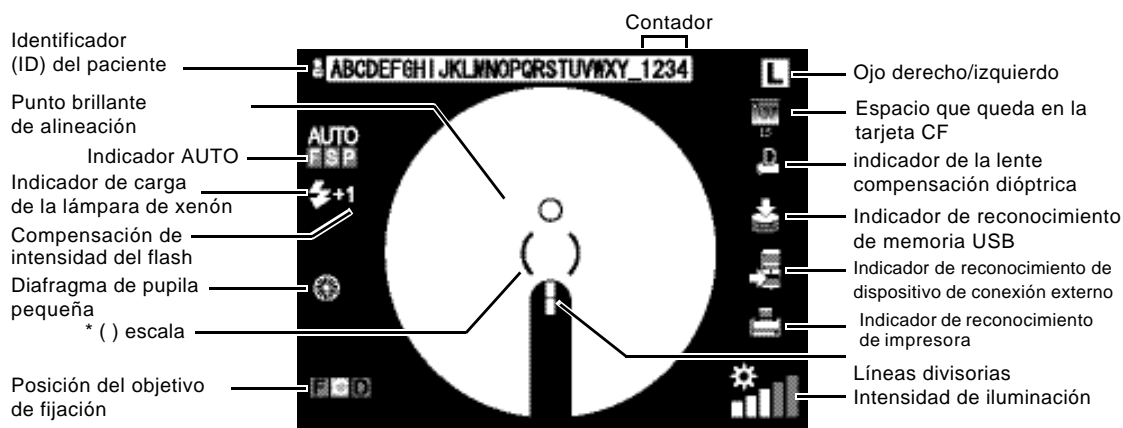 Contador
Identificador
(ID) del paciente
ABCDEFGHIJKLMNOPQRSTUVWXY_1234
L
Ojo derecho/izquierdo
Punto brillante
de alineación
Espacio que queda en la
tarjeta CF
AUTO
F S P
Indicador AUTO
indicador de la lente
compensación dióptrica
D
Indicador de carga
de la lámpara de xenón
+1
Indicador de reconocimiento
de memoria USB
Compensación de
intensidad del flash
Indicador de reconocimiento de
dispositivo de conexión externo
Diafragma de pupila
pequeña
* ( ) escala
Indicador de reconocimiento
de impresora
Posición del objetivo
de fijación
Líneas divisorias
Intensidad de iluminación